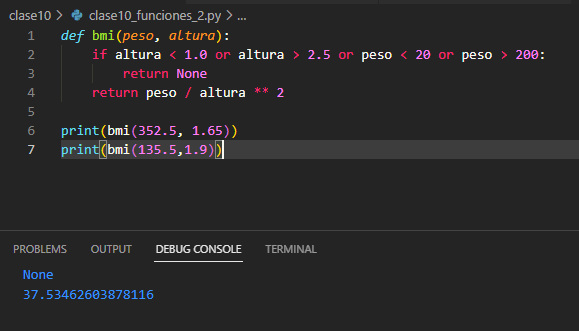 clase10 > clase10_funciones_2.py > ...
1 def bmi(peso, altura):
2     if altura < 1.0 or altura > 2.5 or peso < 20 or peso > 200:
3         return None
4     return peso / altura ** 2
5
6 print(bmi(352.5, 1.65))
7 print(bmi(135.5,1.9))
PROBLEMS OUTPUT DEBUG CONSOLE TERMINAL
None
37.53462603878116